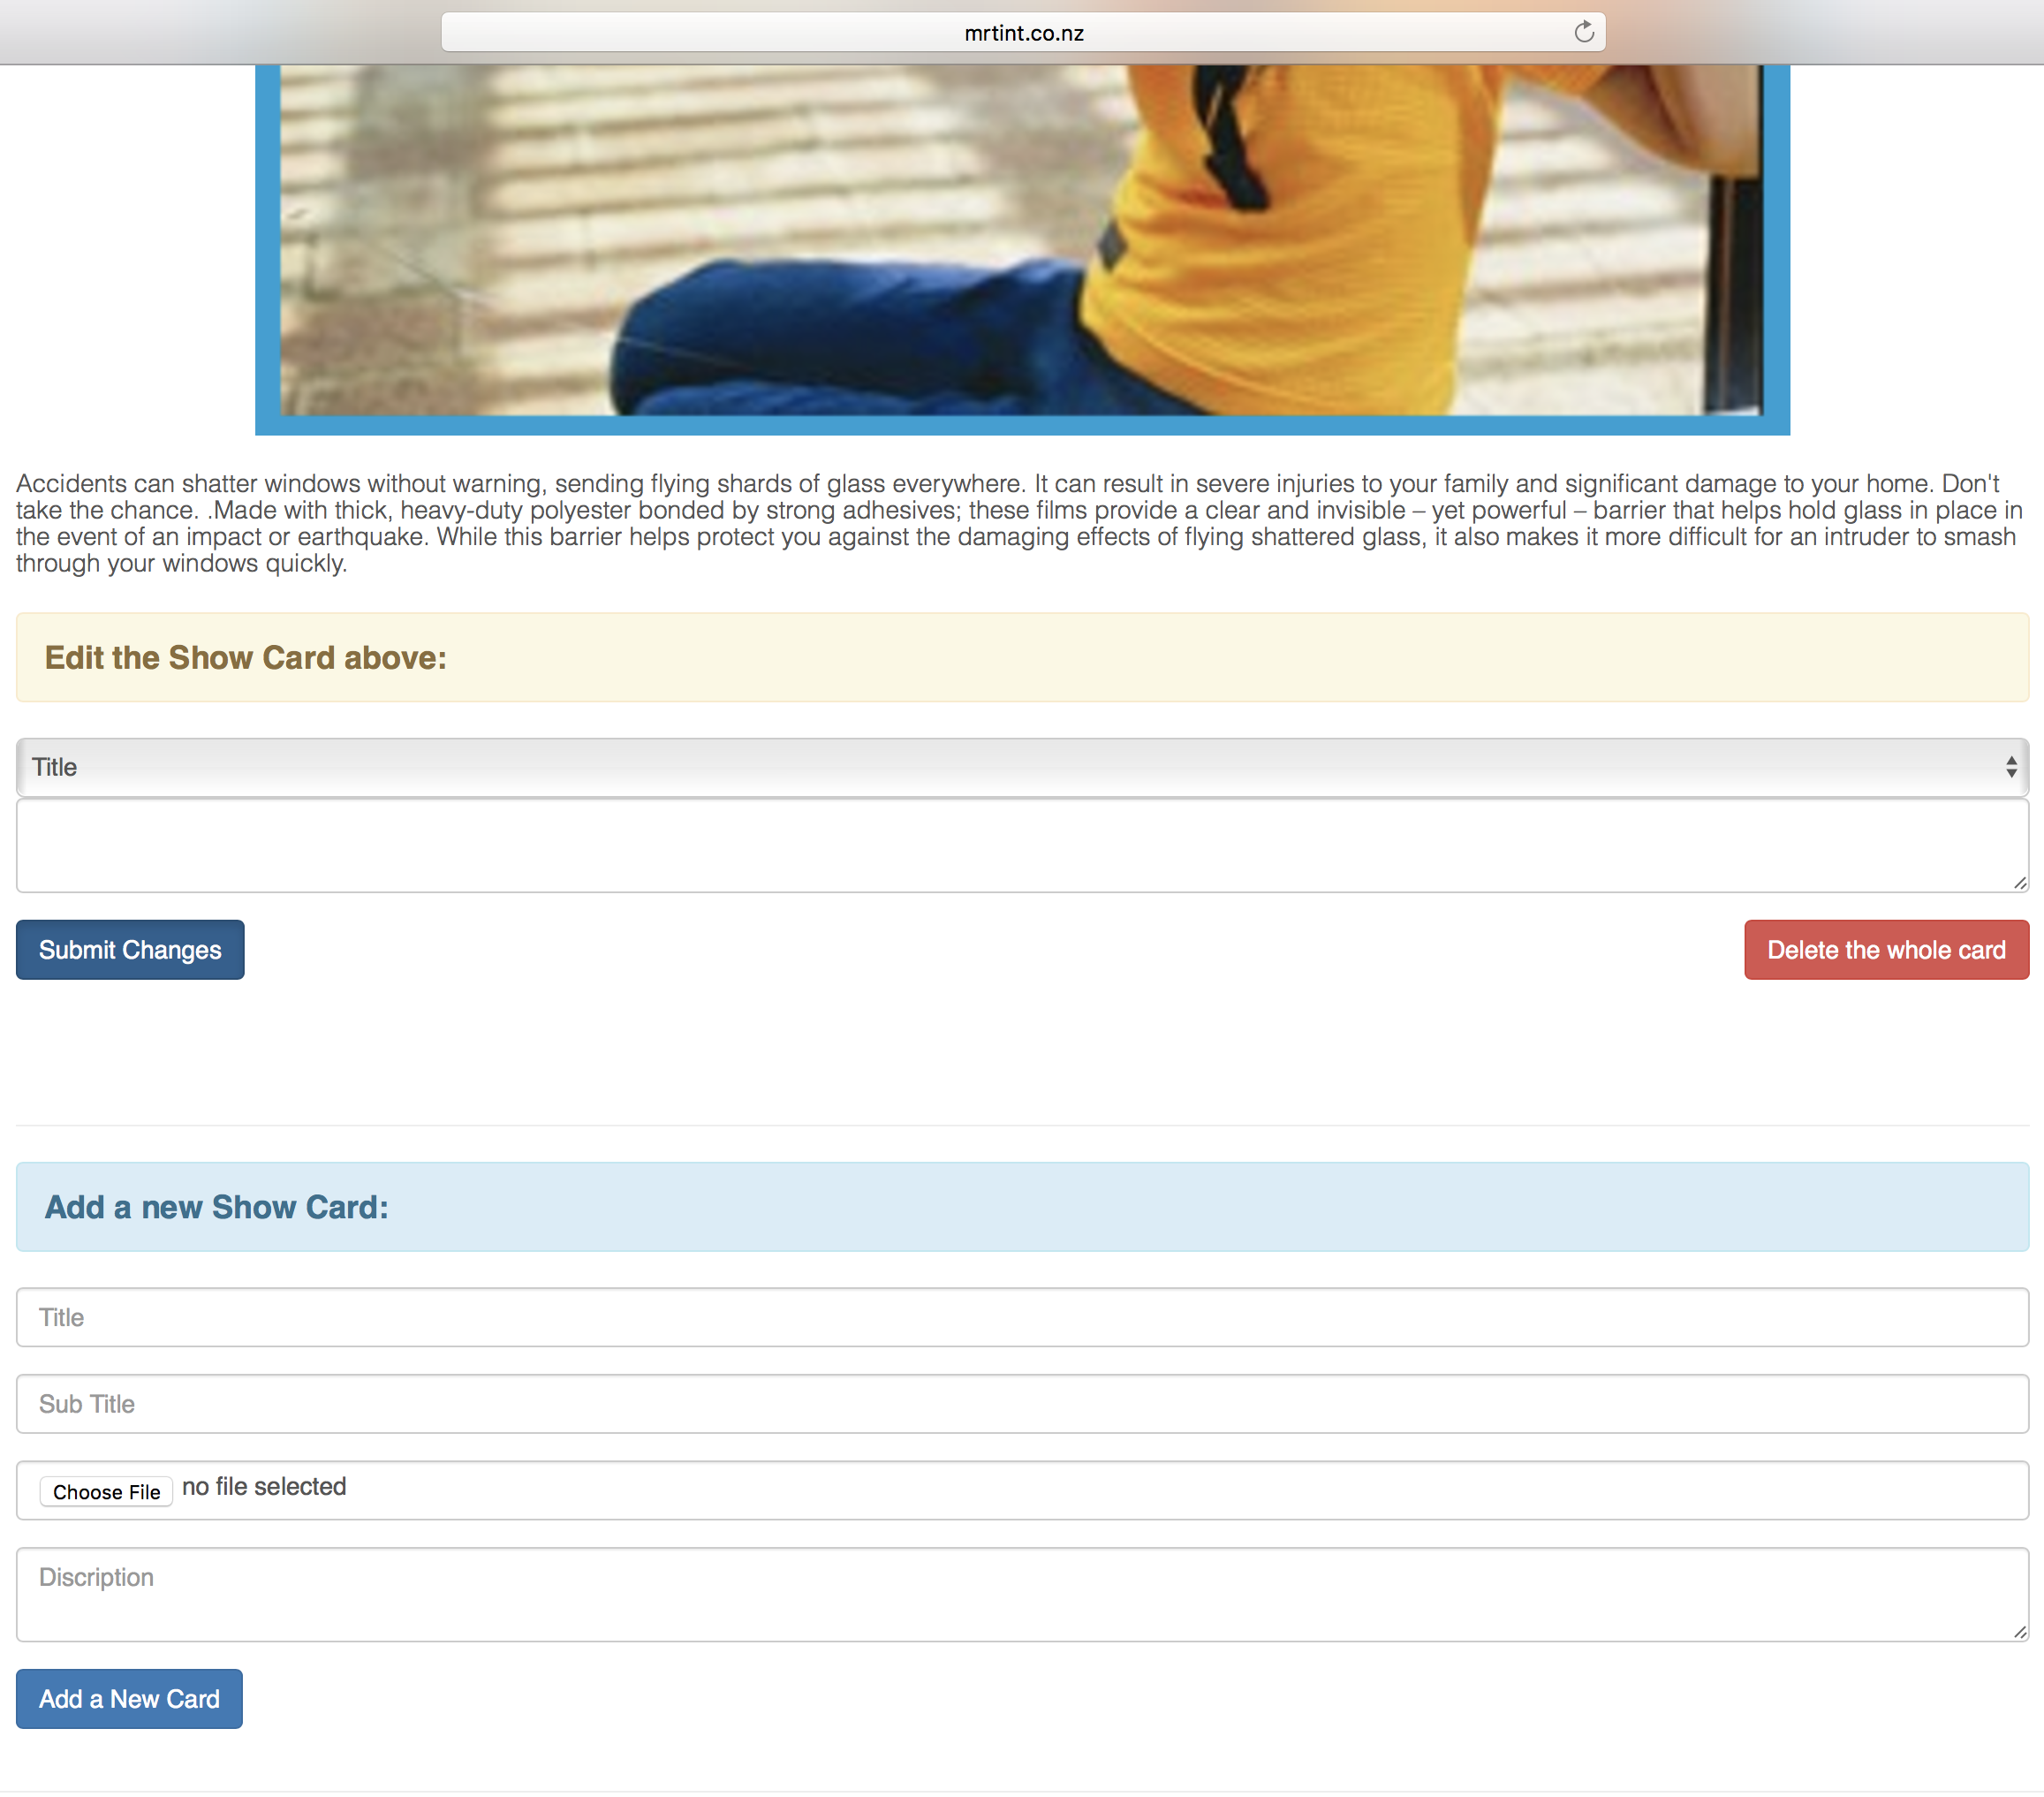 mrtint.co.nz
Accidents can shatter windows without warning, sending flying shards of glass everywhere. It can result in severe injuries to your family and significant damage to your home. Don't
take the chance. .Made with thick, heavy-duty polyester bonded by strong adhesives; these films provide a clear and invisible – yet powerful – barrier that helps hold glass in place in
the event of an impact or earthquake. While this barrier helps protect you against the damaging effects of flying shattered glass, it also makes it more difficult for an intruder to smash
through your windows quickly.
Edit the Show Card above:
Title
Submit Changes
Delete the whole card
Add a new Show Card:
Title
Sub Title
Choose File no file selected
Discription
Add a New Card